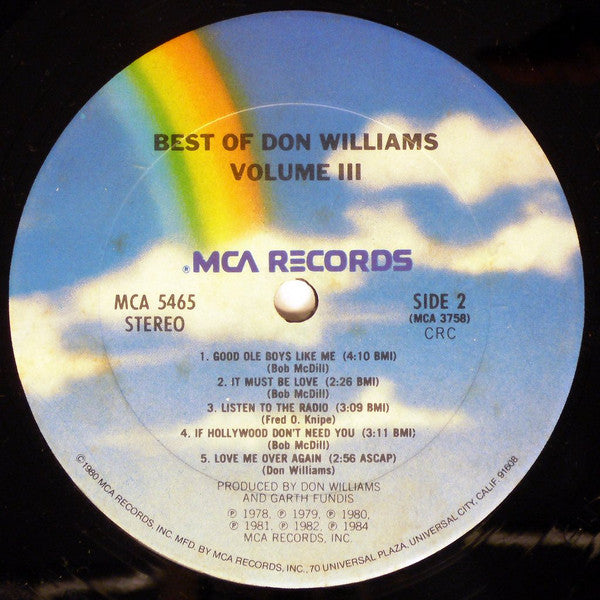 BEST OF DON WILLIAMS
VOLUME III
®MCA RECORDS
MCA 5465
STEREO
SIDE 2
(MCA 3758)
CRC
1. GOOD OLE BOYS LIKE ME (4:10 BMI)
(Bob McDill)
2. IT MUST BE LOVE (2:26 BMI)
(Bob McDill)
3. LISTEN TO THE RADIO (3:09 BMI)
(Fred O. Knipe)
4. IF HOLLYWOOD DON'T NEED YOU (3:11 BMI)
(Bob McDill)
5. LOVE ME OVER AGAIN (2:56 ASCAP)
(Don Williams)
PRODUCED BY DON WILLIAMS
AND GARTH FUNDIS
℗ 1978, ℗ 1979, ℗ 1980,
℗ 1981, ℗ 1982, ℗ 1984
MCA RECORDS, INC.
©1980 MCA RECORDS, INC. MFD. BY MCA RECORDS, INC., 70 UNIVERSAL PLAZA, UNIVERSAL CITY, CALIF. 91608